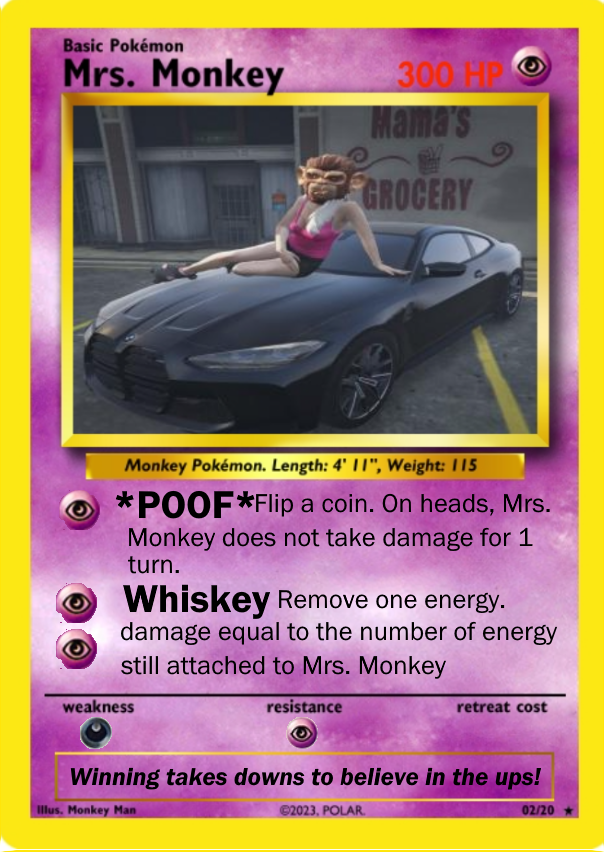 Basic Pokémon
Mrs. Monkey
300 HP
Mama's
GROCERY
Monkey Pokémon. Length: 4' 11", Weight: 115
*POOF*Flip a coin. On heads, Mrs.
Monkey does not take damage for 1
turn.
Whiskey Remove one energy.
damage equal to the number of energy
still attached to Mrs. Monkey
weakness resistance retreat cost
Winning takes downs to believe in the ups!
Illus. Monkey Man ©2023. POLAR. 02/20 ★